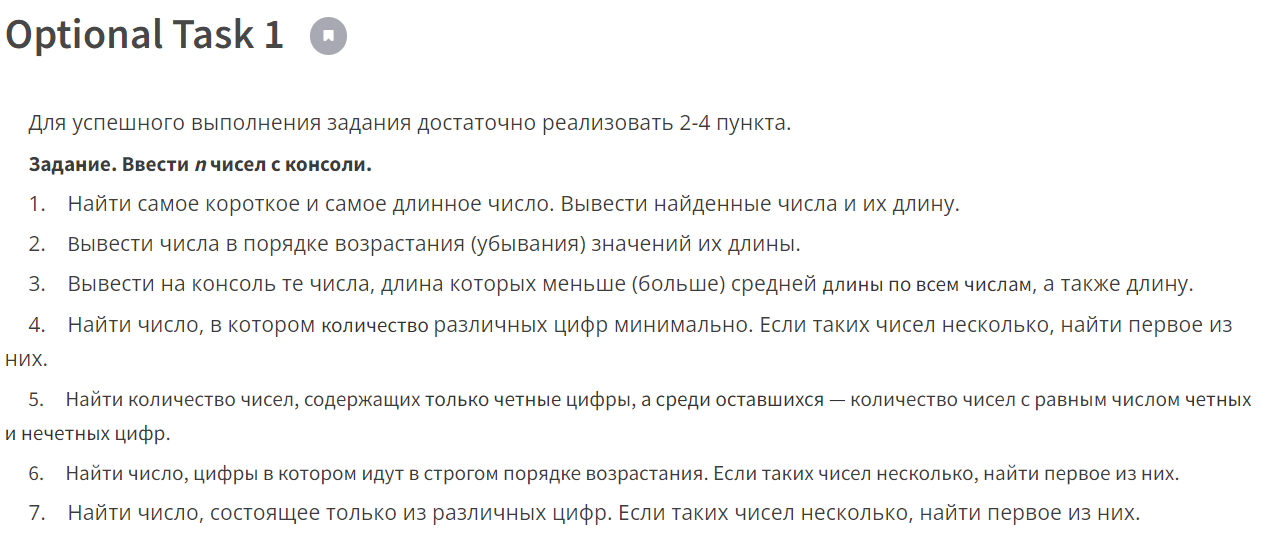 Optional Task 1
Для успешного выполнения задания достаточно реализовать 2-4 пункта.
Задание. Ввести n чисел с консоли.
1. Найти самое короткое и самое длинное число. Вывести найденные числа и их длину.
2. Вывести числа в порядке возрастания (убывания) значений их длины.
3. Вывести на консоль те числа, длина которых меньше (больше) средней длины по всем числам, а также длину.
4. Найти число, в котором количество различных цифр минимально. Если таких чисел несколько, найти первое из
них.
5. Найти количество чисел, содержащих только четные цифры, а среди оставшихся — количество чисел с равным числом четных
и нечетных цифр.
6. Найти число, цифры в котором идут в строгом порядке возрастания. Если таких чисел несколько, найти первое из них.
7. Найти число, состоящее только из различных цифр. Если таких чисел несколько, найти первое из них.